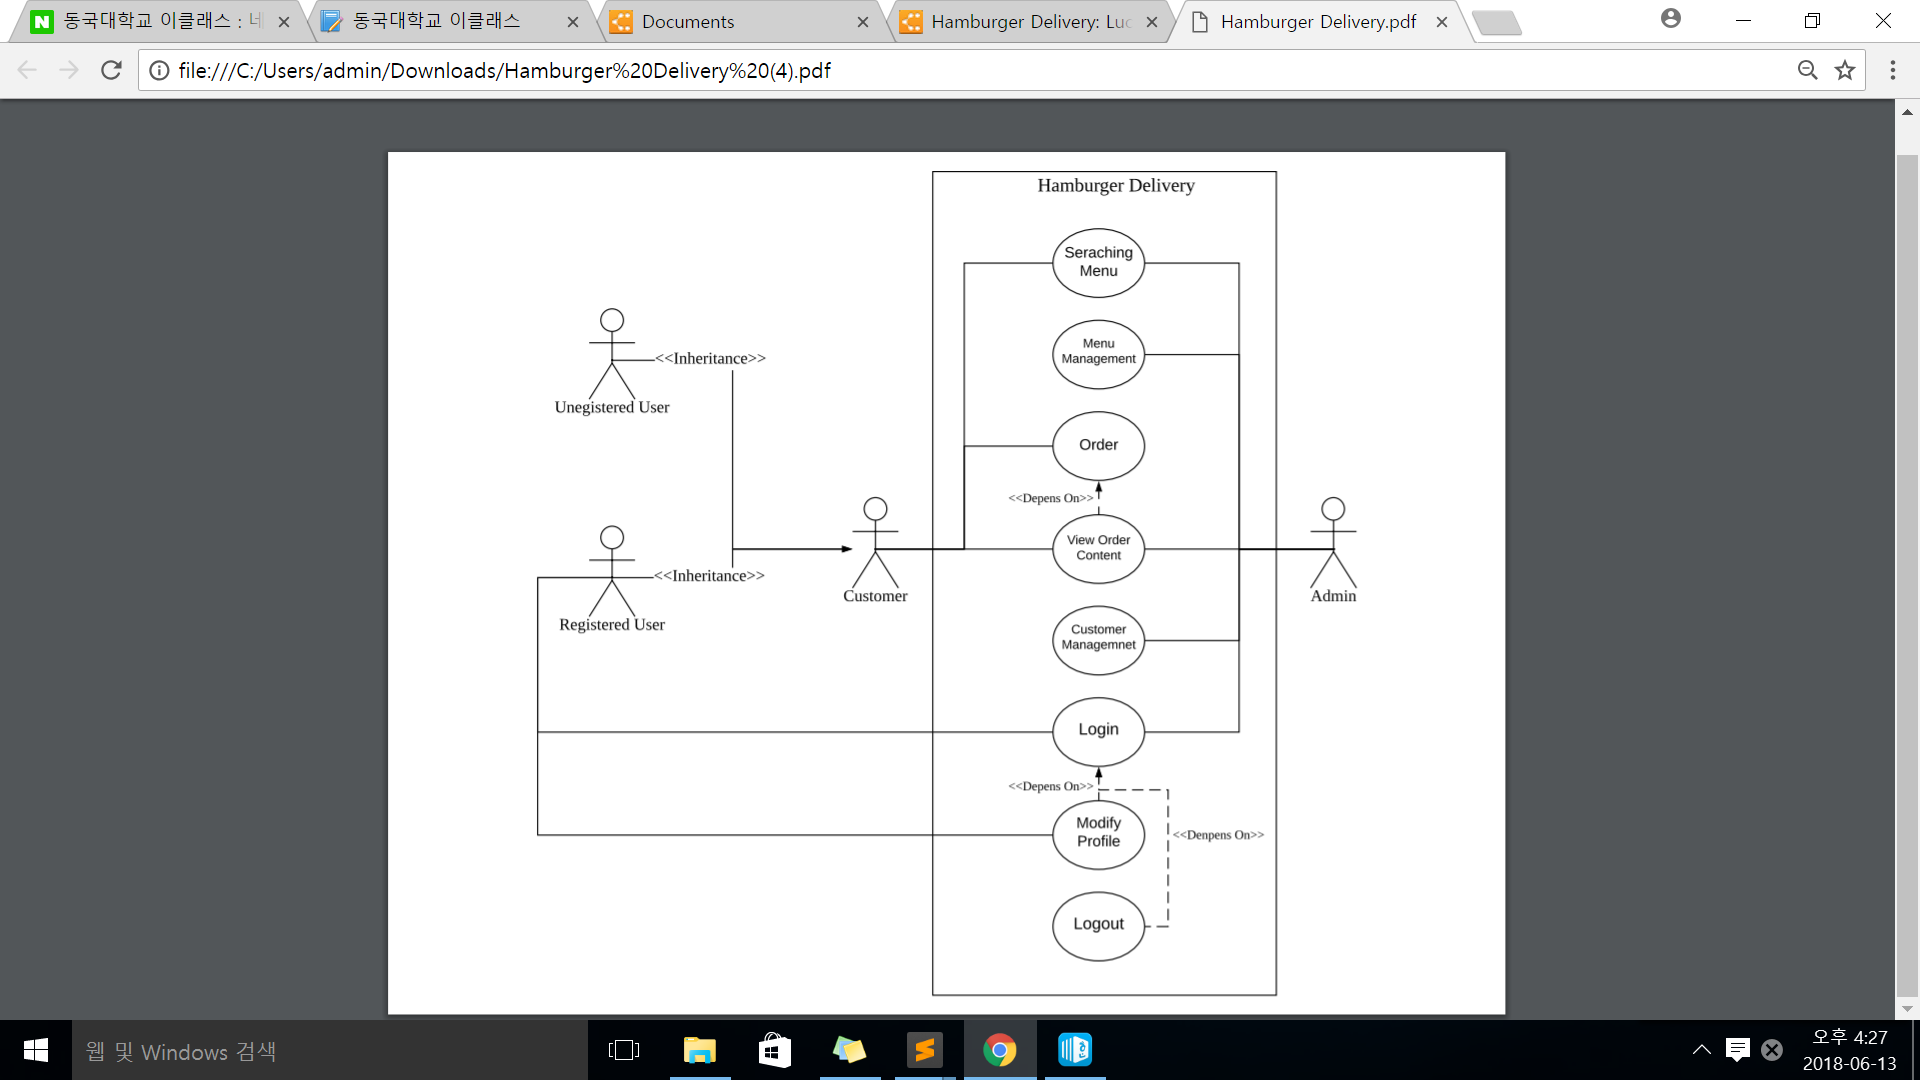 동국대학교 이클래스 : 네
동국대학교 이클래스
Documents
Hamburger Delivery: Luc
Hamburger Delivery.pdf
file:///C:/Users/admin/Downloads/Hamburger%20Delivery%20(4).pdf
Hamburger Delivery
Seraching
Menu
Menu
Management
<<Inheritance>>
Unegistered User
Order
<<Depens On>>
View Order
Content
<<Inheritance>>
Customer
Admin
Registered User
Customer
Managemnet
Login
<<Depens On>>
Modify
Profile
<<Denpens On>>
Logout
웹 및 Windows 검색
오후 4:27
2018-06-13